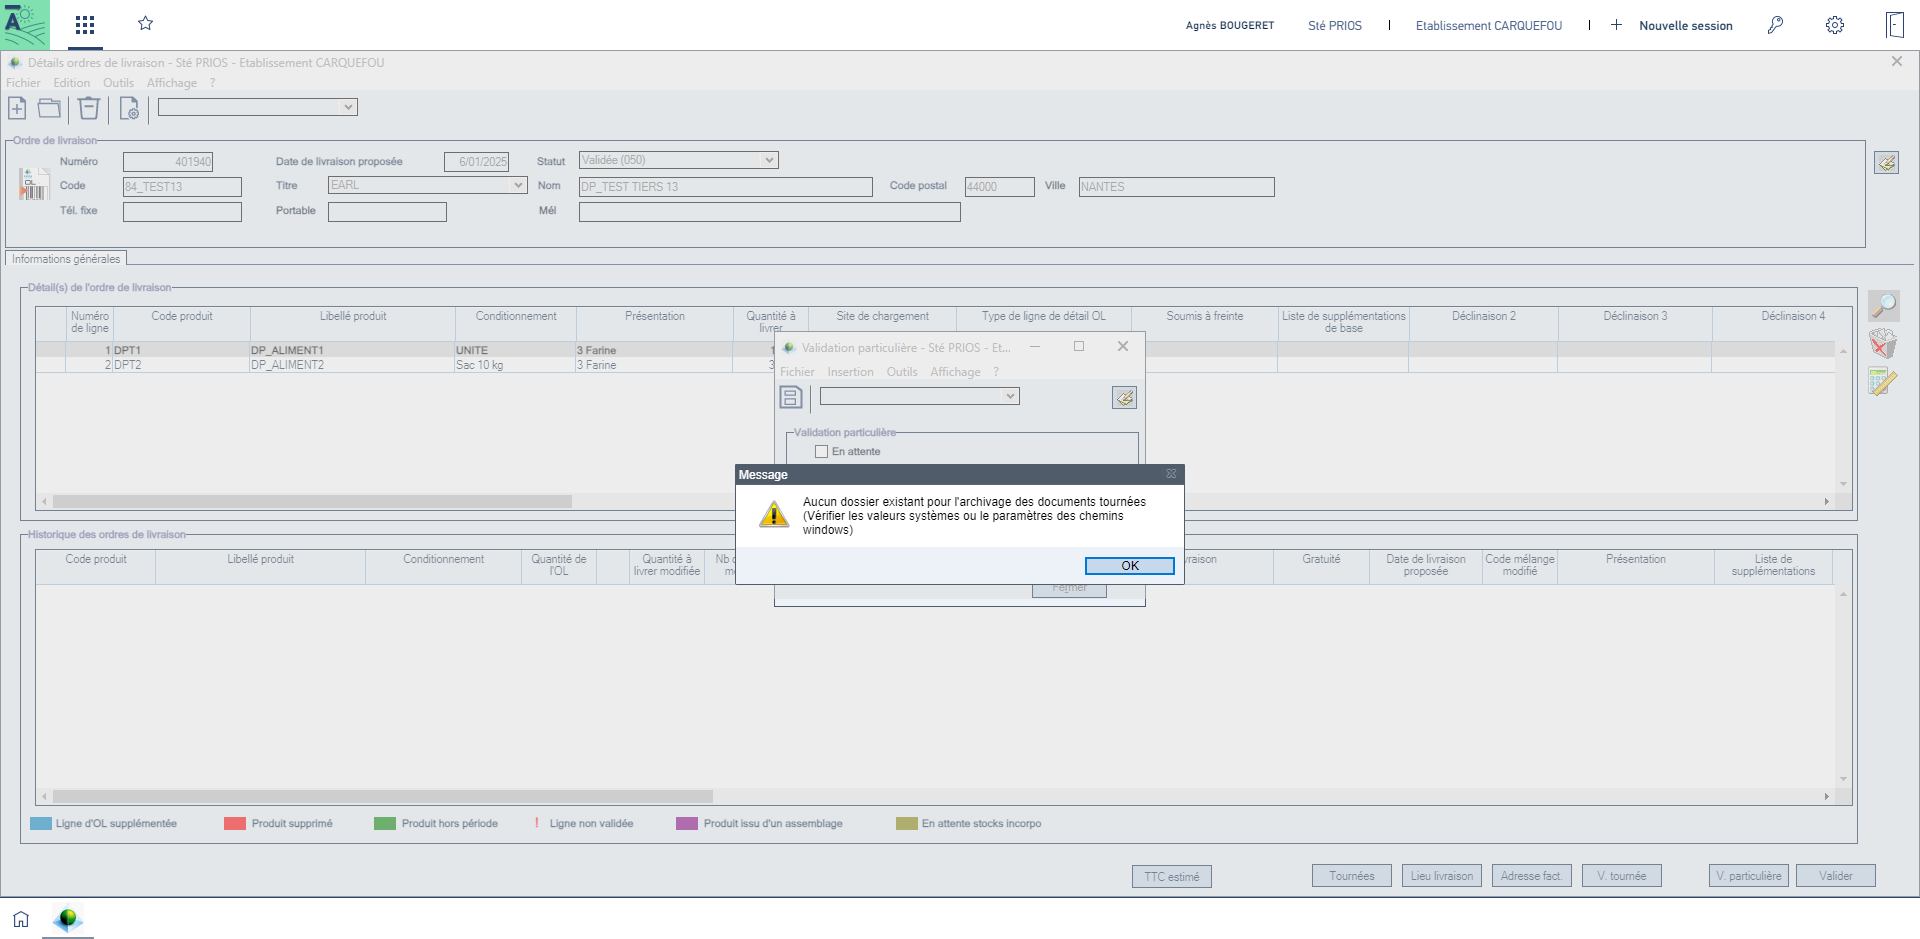 Agnès BOUGERET
Sté PRIOS
Etablissement CARQUEFOU
Nouvelle session
Détails ordres de livraison - Sté PRIOS - Etablissement CARQUEFOU
Fichier Edition Outils Affichage ?
Ordre de livraison
Numéro 401940 Date de livraison proposée 6/01/2025 Statut Validée (050)
Code 84_TEST13 Titre EARL Nom DP_TEST TIERS 13 Code postal 44000 Ville NANTES
Tél. fixe Portable Mél
Informations générales
Détail(s) de l'ordre de livraison
Numéro de ligne Code produit Libellé produit Conditionnement Présentation Quantité à livrer Site de chargement Type de ligne de détail OL Soumis à freinte Liste de supplémentations de base Déclinaison 2 Déclinaison 3 Déclinaison 4
1 DPT1 DP_ALIMENT1 UNITE 3 Farine 1
2 DPT2 DP_ALIMENT2 Sac 10 kg 3 Farine 3
Validation particulière - Sté PRIOS - Et...
Fichier Insertion Outils Affichage ?
Validation particulière
En attente
Message
Aucun dossier existant pour l'archivage des documents tournées
(Vérifier les valeurs systèmes ou le paramètres des chemins
windows)
OK
Fermer
Historique des ordres de livraison
Code produit Libellé produit Conditionnement Quantité de l'OL Quantité à livrer modifiée Nb Gratuité Date de livraison proposée Code mélange modifié Présentation Liste de supplémentations
Ligne d'OL supplémentée Produit supprimé Produit hors période ! Ligne non validée Produit issu d'un assemblage En attente stocks incorpo
TTC estimé Tournées Lieu livraison Adresse fact. V. tournée V. particulière Valider